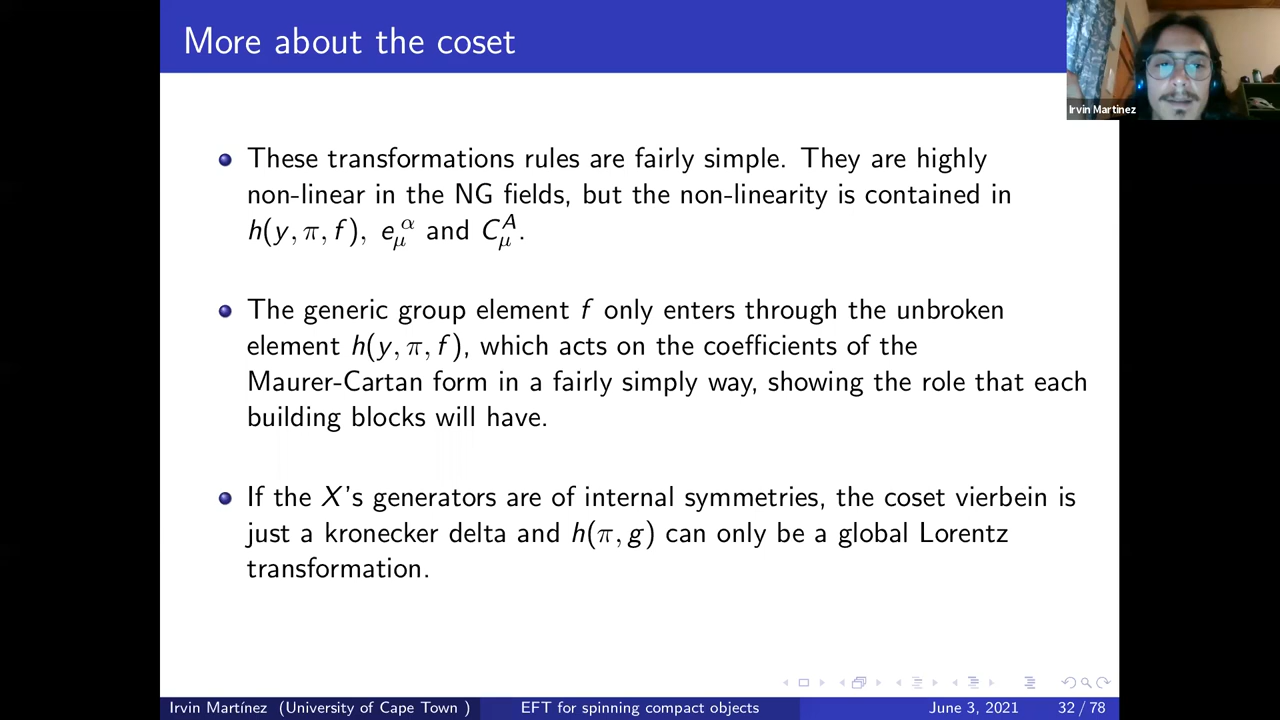 More about the coset
Irvin Martinez
These transformations rules are fairly simple. They are highly
non-linear in the NG fields, but the non-linearity is contained in
h(y, π, f), e_μ^α and C_μ^A.
The generic group element f only enters through the unbroken
element h(y, π, f), which acts on the coefficients of the
Maurer-Cartan form in a fairly simply way, showing the role that each
building blocks will have.
If the X's generators are of internal symmetries, the coset vierbein is
just a kronecker delta and h(π, g) can only be a global Lorentz
transformation.
Irvin Martínez (University of Cape Town ) EFT for spinning compact objects June 3, 2021 32 / 78